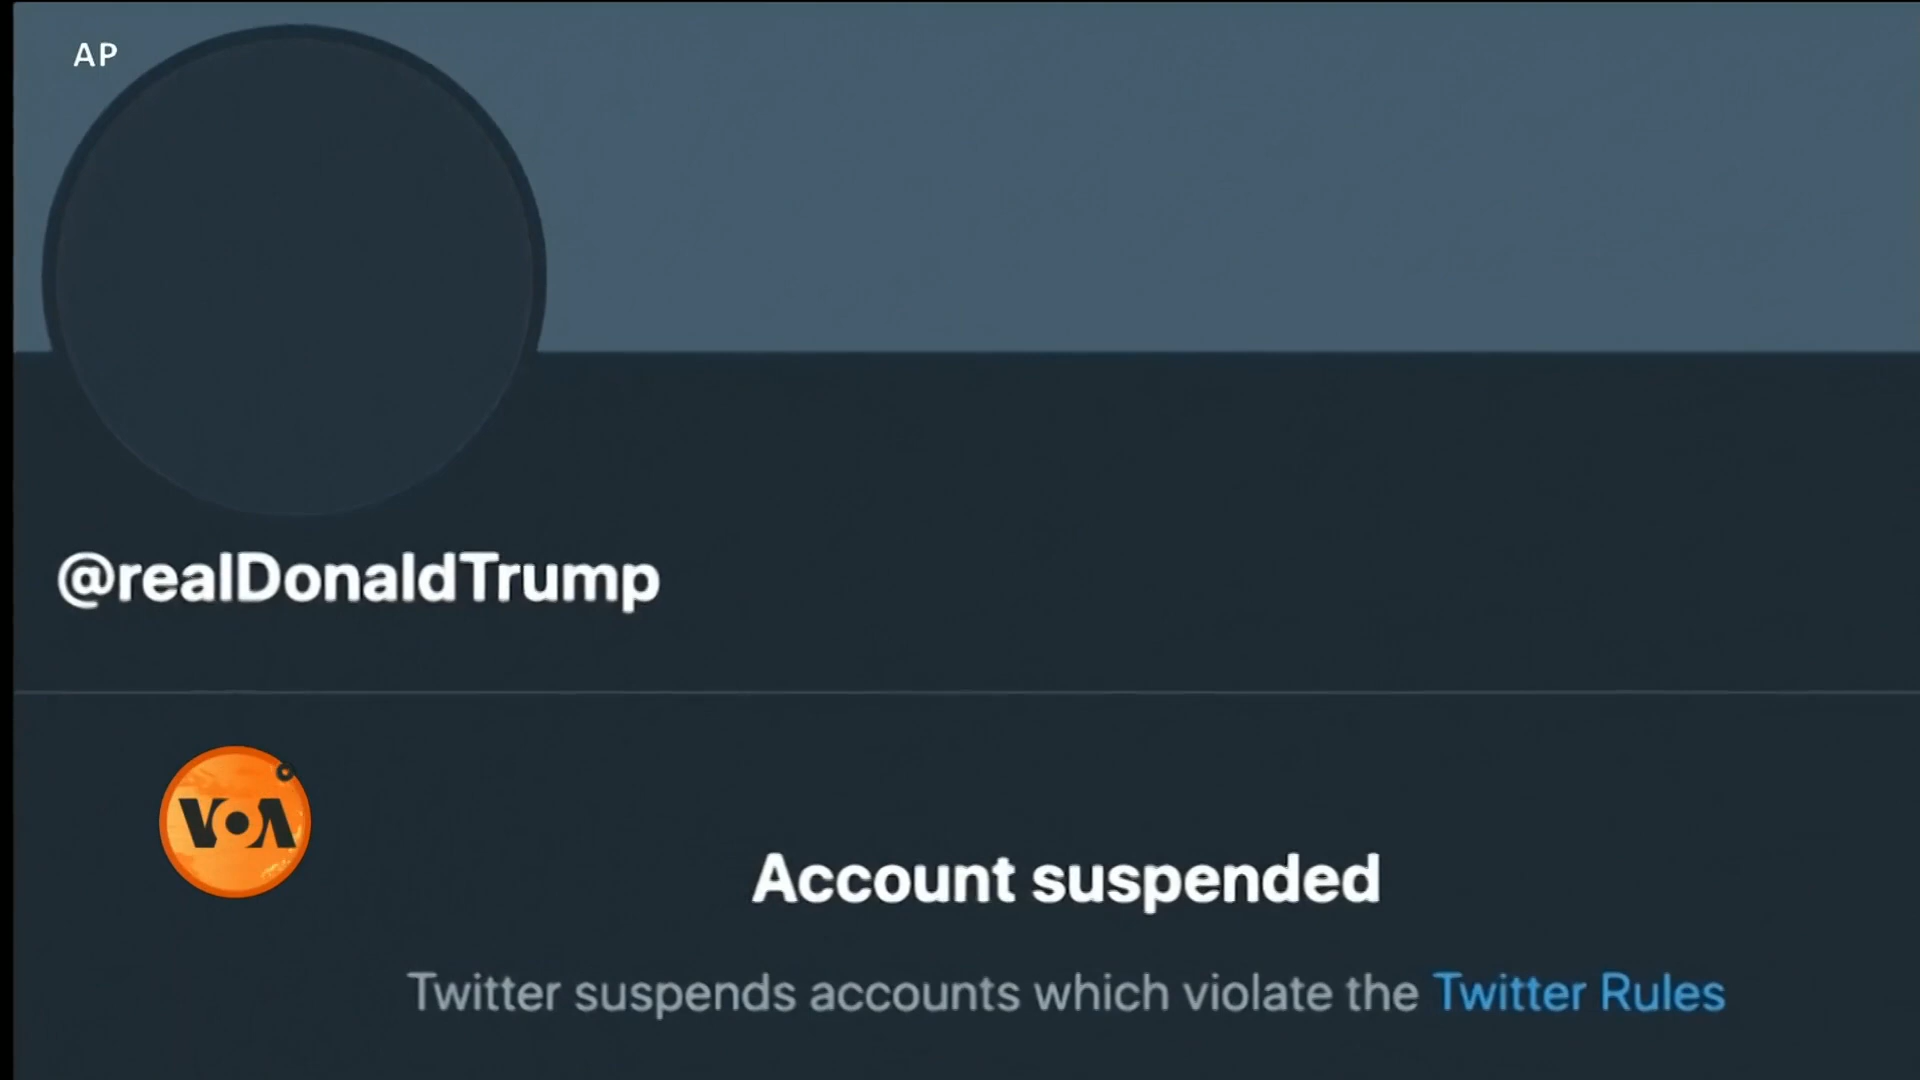 AP
@realDonaldTrump
VOA
Account suspended
Twitter suspends accounts which violate the Twitter Rules